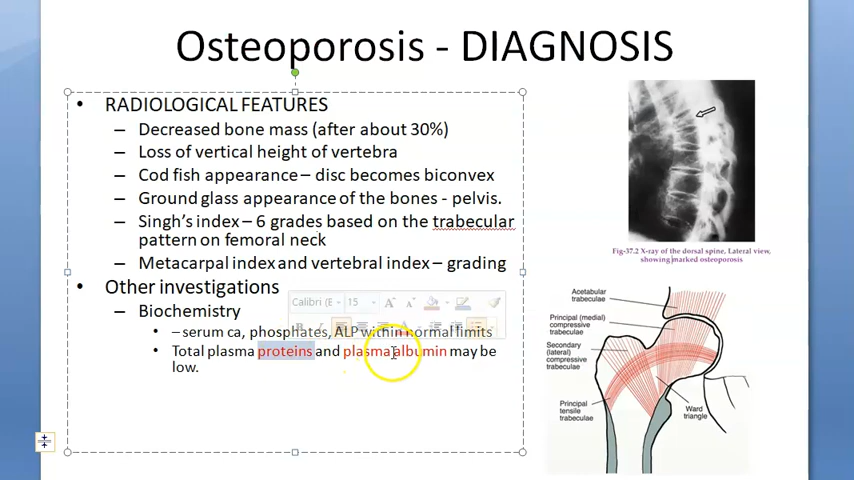 Osteoporosis - DIAGNOSIS
• RADIOLOGICAL FEATURES
– Decreased bone mass (after about 30%)
– Loss of vertical height of vertebra
– Cod fish appearance – disc becomes biconvex
– Ground glass appearance of the bones - pelvis.
– Singh's index – 6 grades based on the trabecular
pattern on femoral neck
– Metacarpal index and vertebral index – grading
• Other investigations
– Biochemistry
• – serum ca, phosphates, ALP within normal limits
• Total plasma proteins and plasma albumin may be
low.
Calibri (E
15
Fig-37.2 X-ray of the dorsal spine, Lateral view,
showing marked osteoporosis
Acetabular
trabeculae
Principal (medial)
compressive
trabeculae
Secondary
(lateral)
compressive
trabeculae
Principal
tensile
trabeculae
Ward
triangle